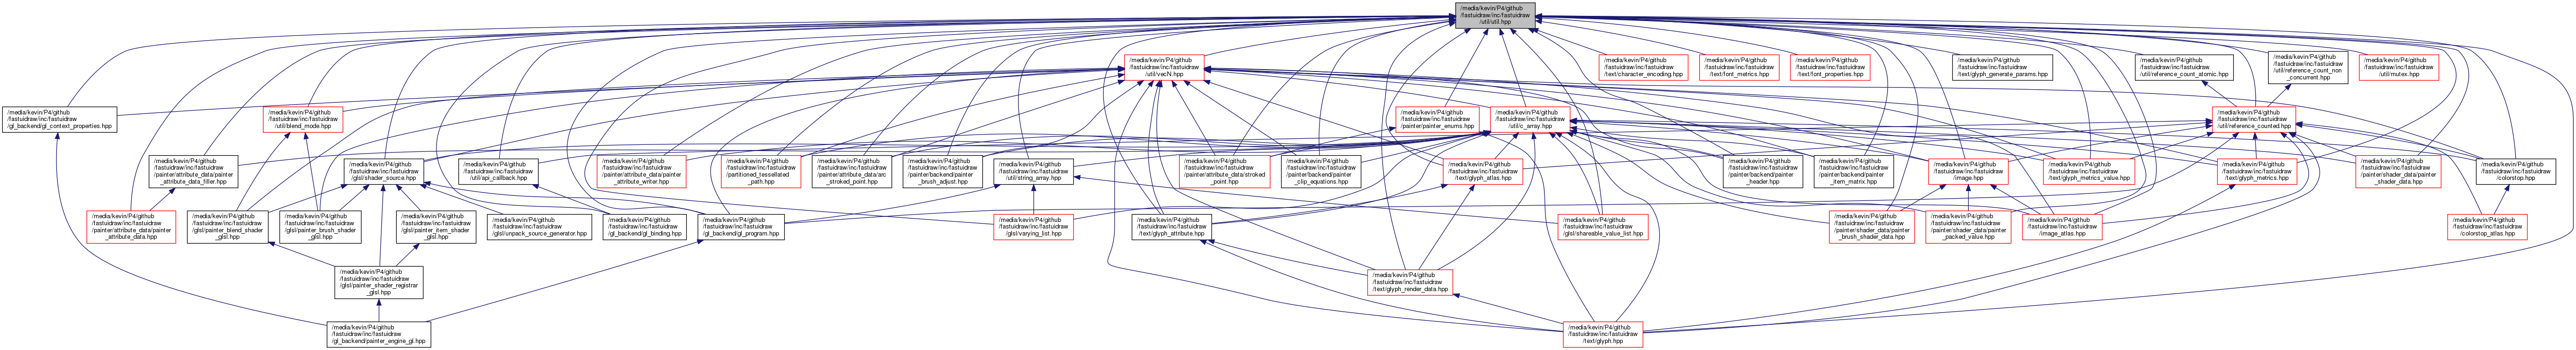 /media/kevin/P4/github
/fastuidraw/inc/fastuidraw
/util/util.hpp
/media/kevin/P4/github
/fastuidraw/inc/fastuidraw
/util/vecN.hpp
/media/kevin/P4/github
/fastuidraw/inc/fastuidraw
/text/character_encoding.hpp
/media/kevin/P4/github
/fastuidraw/inc/fastuidraw
/text/font_metrics.hpp
/media/kevin/P4/github
/fastuidraw/inc/fastuidraw
/text/font_properties.hpp
/media/kevin/P4/github
/fastuidraw/inc/fastuidraw
/text/glyph_generate_params.hpp
/media/kevin/P4/github
/fastuidraw/inc/fastuidraw
/util/reference_count_atomic.hpp
/media/kevin/P4/github
/fastuidraw/inc/fastuidraw
/util/reference_count_non
_concurrent.hpp
/media/kevin/P4/github
/fastuidraw/inc/fastuidraw
/util/mutex.hpp
/media/kevin/P4/github
/fastuidraw/inc/fastuidraw
/gl_backend/gl_context_properties.hpp
/media/kevin/P4/github
/fastuidraw/inc/fastuidraw
/util/blend_mode.hpp
/media/kevin/P4/github
/fastuidraw/inc/fastuidraw
/painter/painter_enums.hpp
/media/kevin/P4/github
/fastuidraw/inc/fastuidraw
/util/c_array.hpp
/media/kevin/P4/github
/fastuidraw/inc/fastuidraw
/util/reference_counted.hpp
/media/kevin/P4/github
/fastuidraw/inc/fastuidraw
/painter/attribute_data/painter
_attribute_data_filler.hpp
/media/kevin/P4/github
/fastuidraw/inc/fastuidraw
/glsl/shader_source.hpp
/media/kevin/P4/github
/fastuidraw/inc/fastuidraw
/util/api_callback.hpp
/media/kevin/P4/github
/fastuidraw/inc/fastuidraw
/painter/attribute_data/painter
_attribute_writer.hpp
/media/kevin/P4/github
/fastuidraw/inc/fastuidraw
/partitioned_tessellated
_path.hpp
/media/kevin/P4/github
/fastuidraw/inc/fastuidraw
/painter/attribute_data/arc
_stroked_point.hpp
/media/kevin/P4/github
/fastuidraw/inc/fastuidraw
/painter/backend/painter
_brush_adjust.hpp
/media/kevin/P4/github
/fastuidraw/inc/fastuidraw
/util/string_array.hpp
/media/kevin/P4/github
/fastuidraw/inc/fastuidraw
/painter/attribute_data/stroked
_point.hpp
/media/kevin/P4/github
/fastuidraw/inc/fastuidraw
/painter/backend/painter
_clip_equations.hpp
/media/kevin/P4/github
/fastuidraw/inc/fastuidraw
/text/glyph_atlas.hpp
/media/kevin/P4/github
/fastuidraw/inc/fastuidraw
/painter/backend/painter
_header.hpp
/media/kevin/P4/github
/fastuidraw/inc/fastuidraw
/painter/backend/painter
_item_matrix.hpp
/media/kevin/P4/github
/fastuidraw/inc/fastuidraw
/image.hpp
/media/kevin/P4/github
/fastuidraw/inc/fastuidraw
/text/glyph_metrics_value.hpp
/media/kevin/P4/github
/fastuidraw/inc/fastuidraw
/text/glyph_metrics.hpp
/media/kevin/P4/github
/fastuidraw/inc/fastuidraw
/painter/shader_data/painter
_shader_data.hpp
/media/kevin/P4/github
/fastuidraw/inc/fastuidraw
/colorstop.hpp
/media/kevin/P4/github
/fastuidraw/inc/fastuidraw
/painter/attribute_data/painter
_attribute_data.hpp
/media/kevin/P4/github
/fastuidraw/inc/fastuidraw
/glsl/painter_blend_shader
_glsl.hpp
/media/kevin/P4/github
/fastuidraw/inc/fastuidraw
/glsl/painter_brush_shader
_glsl.hpp
/media/kevin/P4/github
/fastuidraw/inc/fastuidraw
/glsl/painter_item_shader
_glsl.hpp
/media/kevin/P4/github
/fastuidraw/inc/fastuidraw
/glsl/unpack_source_generator.hpp
/media/kevin/P4/github
/fastuidraw/inc/fastuidraw
/gl_backend/gl_binding.hpp
/media/kevin/P4/github
/fastuidraw/inc/fastuidraw
/gl_backend/gl_program.hpp
/media/kevin/P4/github
/fastuidraw/inc/fastuidraw
/glsl/varying_list.hpp
/media/kevin/P4/github
/fastuidraw/inc/fastuidraw
/text/glyph_attribute.hpp
/media/kevin/P4/github
/fastuidraw/inc/fastuidraw
/glsl/shareable_value_list.hpp
/media/kevin/P4/github
/fastuidraw/inc/fastuidraw
/painter/shader_data/painter
_brush_shader_data.hpp
/media/kevin/P4/github
/fastuidraw/inc/fastuidraw
/painter/shader_data/painter
_packed_value.hpp
/media/kevin/P4/github
/fastuidraw/inc/fastuidraw
/image_atlas.hpp
/media/kevin/P4/github
/fastuidraw/inc/fastuidraw
/colorstop_atlas.hpp
/media/kevin/P4/github
/fastuidraw/inc/fastuidraw
/glsl/painter_shader_registrar
_glsl.hpp
/media/kevin/P4/github
/fastuidraw/inc/fastuidraw
/text/glyph_render_data.hpp
/media/kevin/P4/github
/fastuidraw/inc/fastuidraw
/gl_backend/painter_engine_gl.hpp
/media/kevin/P4/github
/fastuidraw/inc/fastuidraw
/text/glyph.hpp